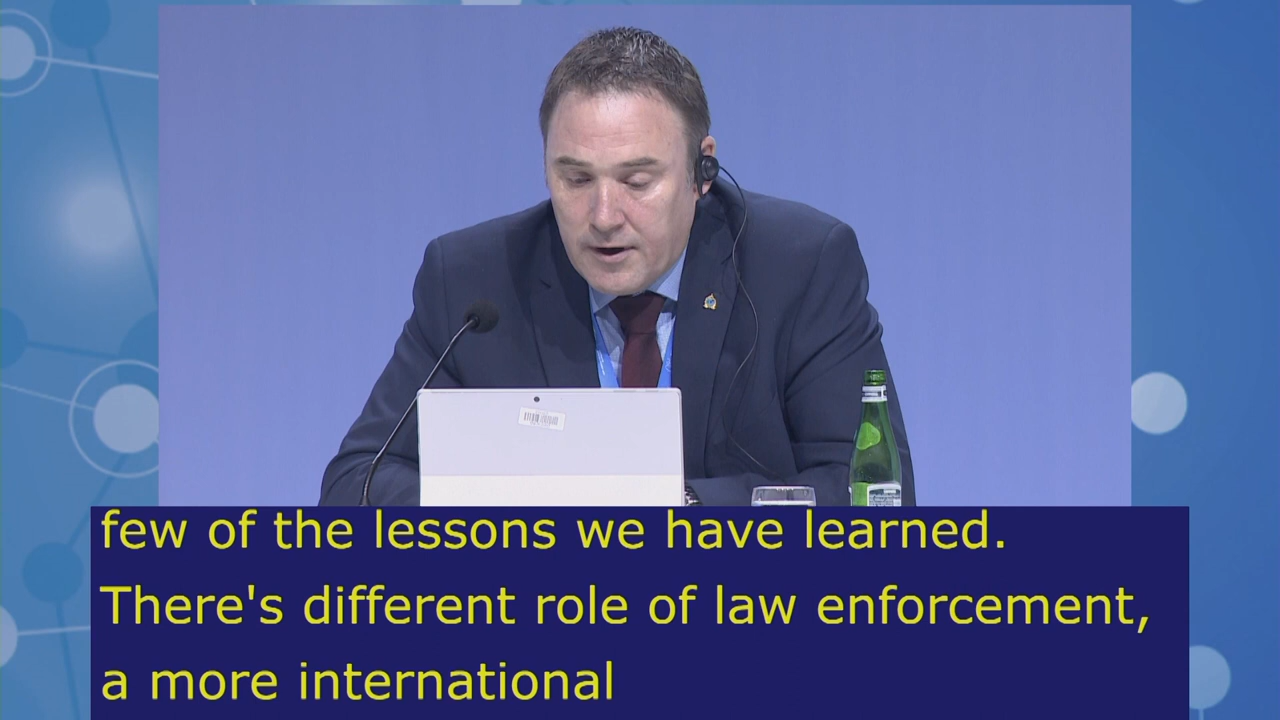 few of the lessons we have learned.
There's different role of law enforcement,
a more international